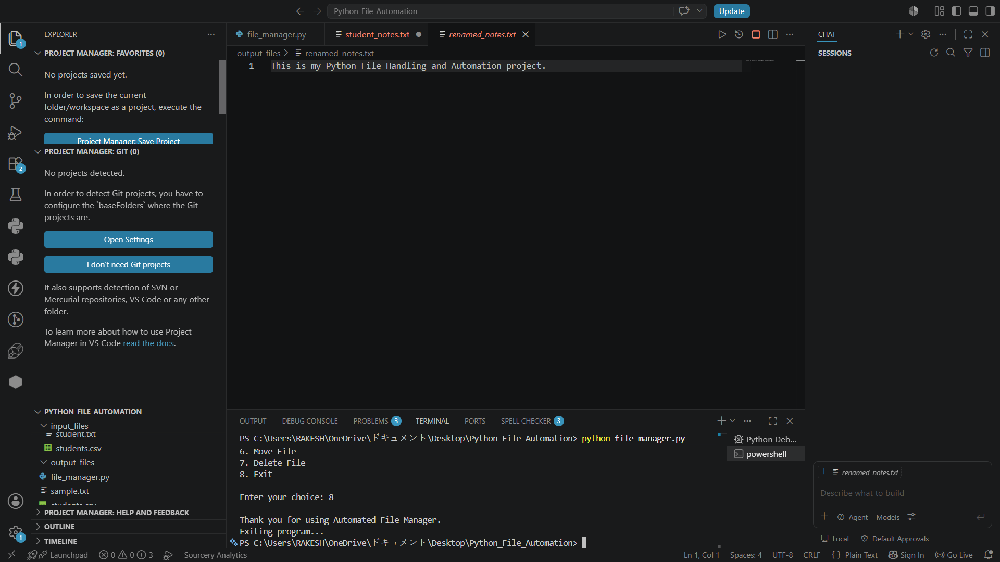 Python_File_Automation
Update
EXPLORER
PROJECT MANAGER: FAVORITES (0)
No projects saved yet.
In order to save the current
folder/workspace as a project, execute the
command:
Project Manager: Save Project
PROJECT MANAGER: GIT (0)
No projects detected.
In order to detect Git projects, you have to
configure the `baseFolders` where the Git
projects are.
Open Settings
I don't need Git projects
It also supports detection of SVN or
Mercurial repositories, VS Code or any other
folder.
To learn more about how to use Project
Manager in VS Code read the docs.
PYTHON_FILE_AUTOMATION
input_files
student.txt
students.csv
output_files
file_manager.py
sample.txt
students.csv
PROJECT MANAGER: HELP AND FEEDBACK
OUTLINE
TIMELINE
1
2
1
file_manager.py
student_notes.txt
renamed_notes.txt
output_files > renamed_notes.txt
1 This is my Python File Handling and Automation project.
OUTPUT
DEBUG CONSOLE
PROBLEMS 3
TERMINAL
PORTS
SPELL CHECKER 3
PS C:\Users\RAKESH\OneDrive\ドキュメント\Desktop\Python_File_Automation> python file_manager.py
6. Move File
7. Delete File
8. Exit
Enter your choice: 8
Thank you for using Automated File Manager.
Exiting program...
PS C:\Users\RAKESH\OneDrive\ドキュメント\Desktop\Python_File_Automation>
Python Deb...
powershell
CHAT
SESSIONS
renamed_notes.txt
Describe what to build
Agent
Models
Local
Default Approvals
Launchpad
0 0 3
Sourcery Analytics
Ln 1, Col 1
Spaces: 4
UTF-8
CRLF
{ } Plain Text
Sign In
Go Live